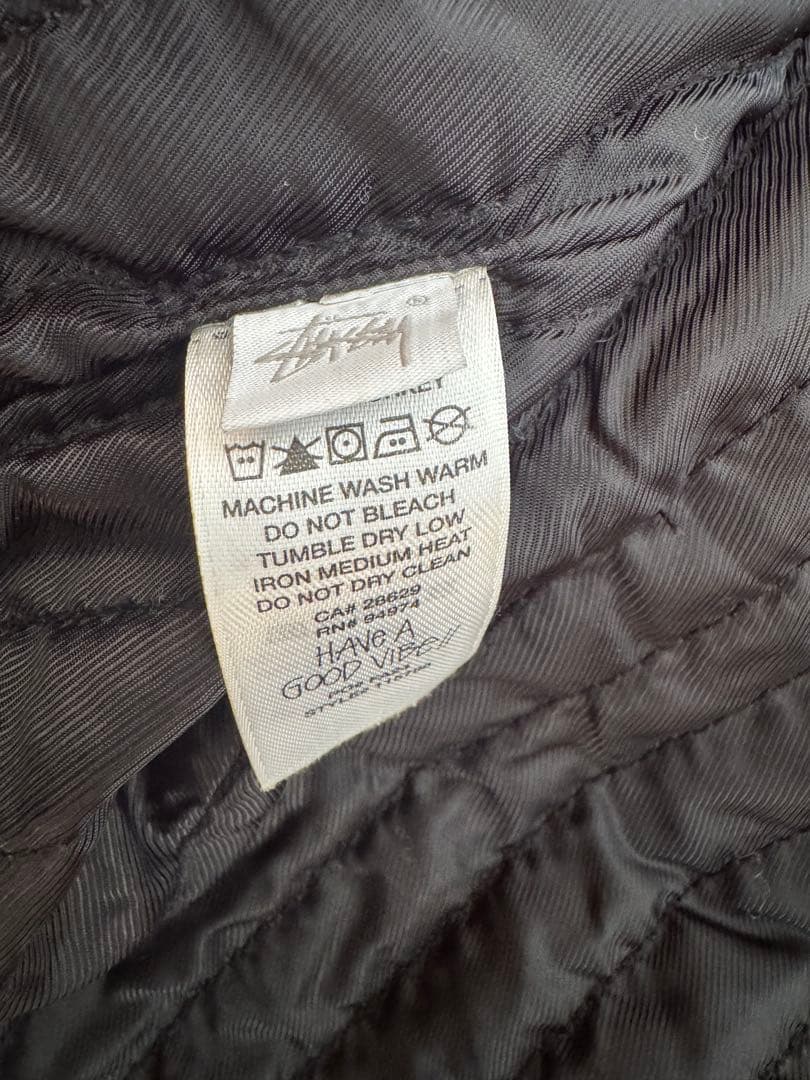 STÜSSY ®
MACHINE WASH WARM
DO NOT BLEACH
TUMBLE DRY LOW
IRON MEDIUM HEAT
DO NOT DRY CLEAN
CA# 28629
RN# 94974
HAVE A
GOOD VIBE!!
STYLE#